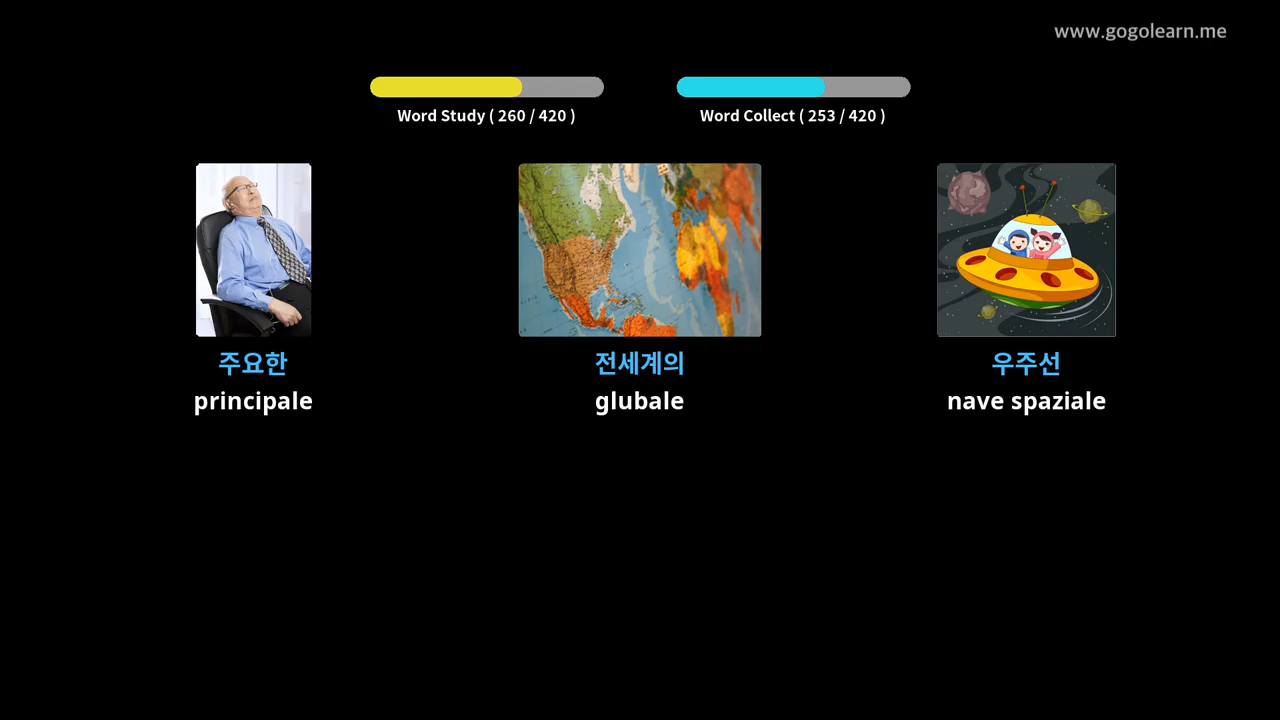 www.gogolearn.me
Word Study ( 260 / 420 )
Word Collect ( 253 / 420 )
주요한
전세계의
우주선
principale
glubale
nave spaziale